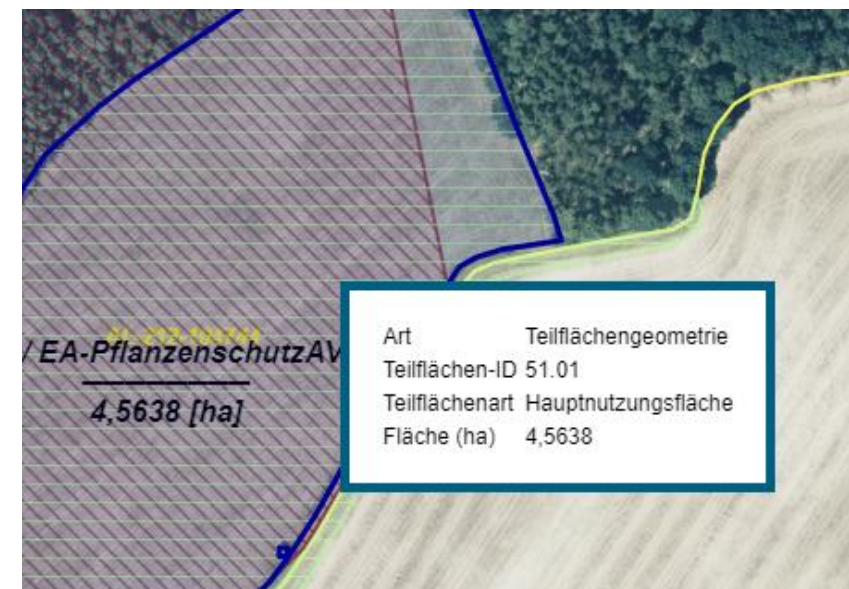 / EA-PflanzenschutzAV
4,5638 [ha]
Art Teilflächengeometrie
Teilflächen-ID 51.01
Teilflächenart Hauptnutzungsfläche
Fläche (ha) 4,5638